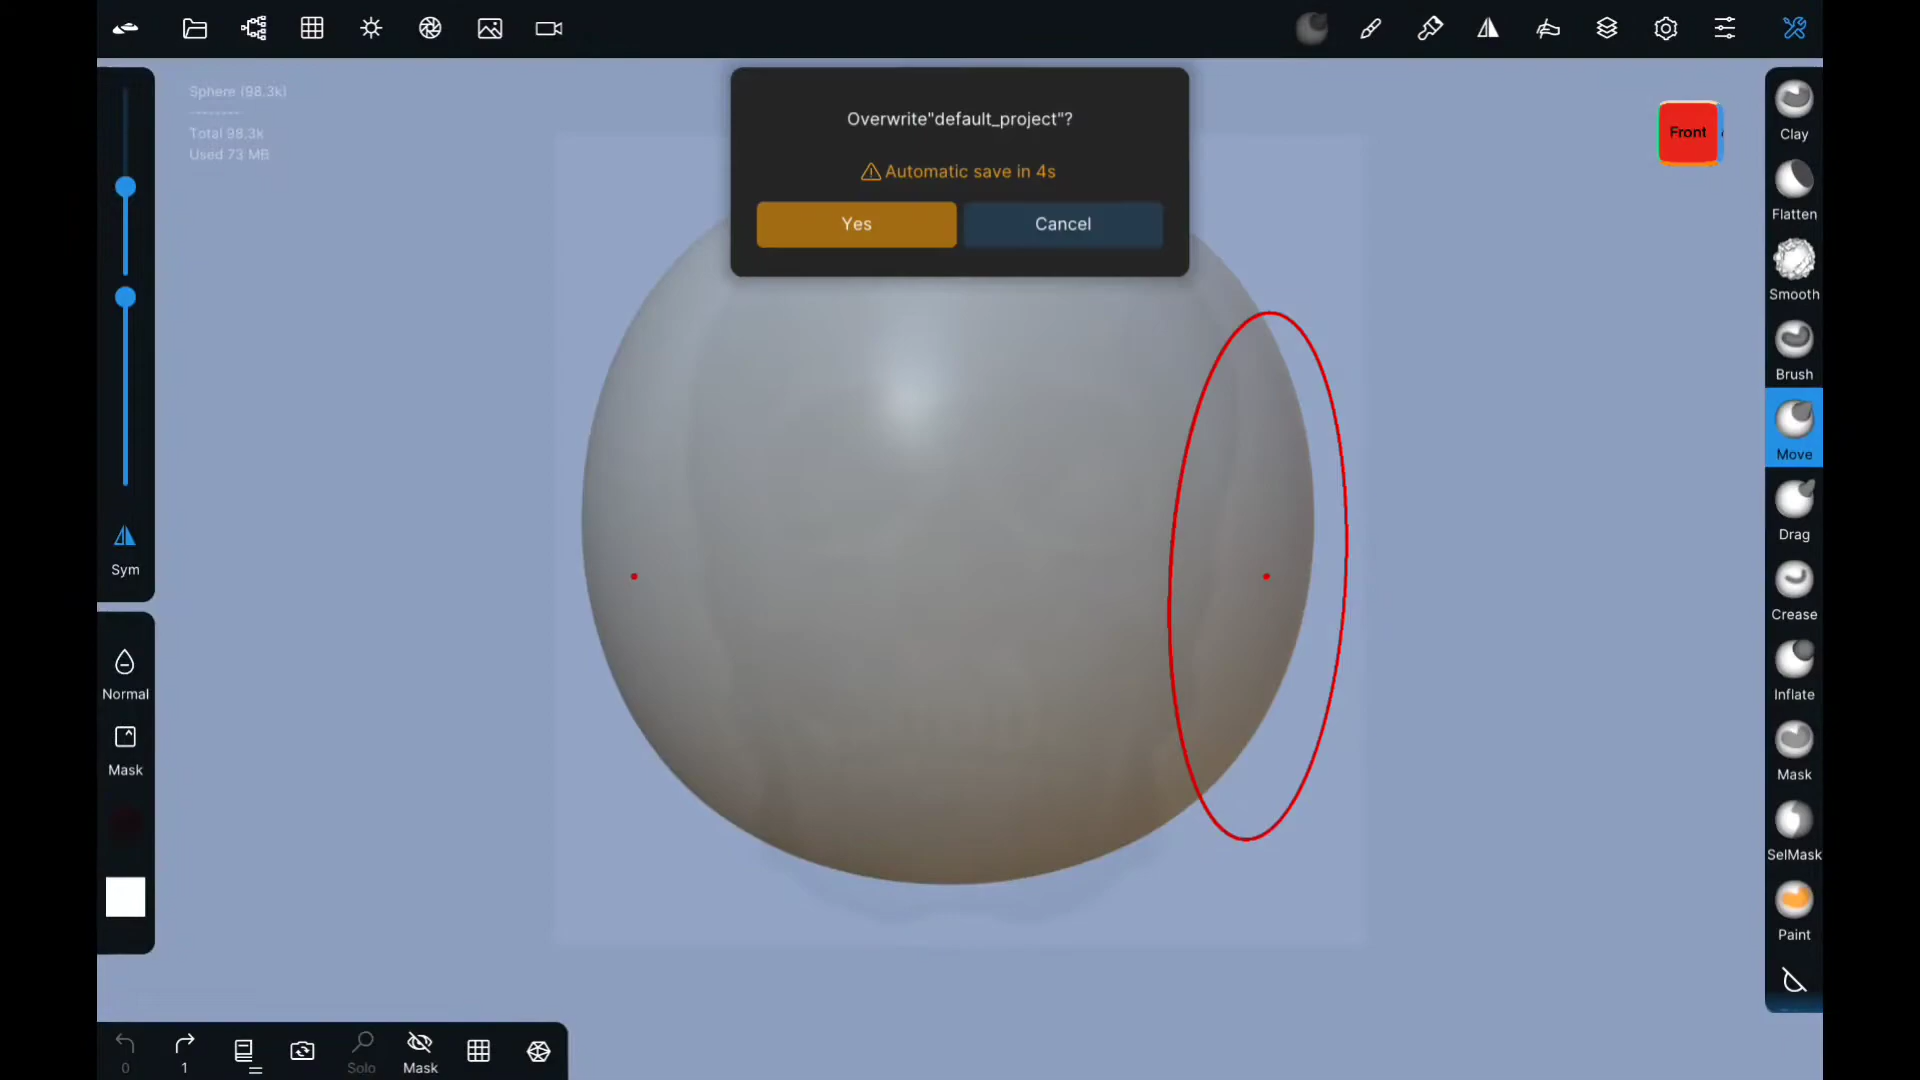 Sphere (98.3k)
--------
Total 98.3k
Used 73 MB
Overwrite"default_project"?
Automatic save in 4s
Yes
Cancel
Front
Clay
Flatten
Smooth
Brush
Move
Drag
Crease
Inflate
Mask
SelMask
Paint
Sym
Normal
Mask
0
1
Solo
Mask